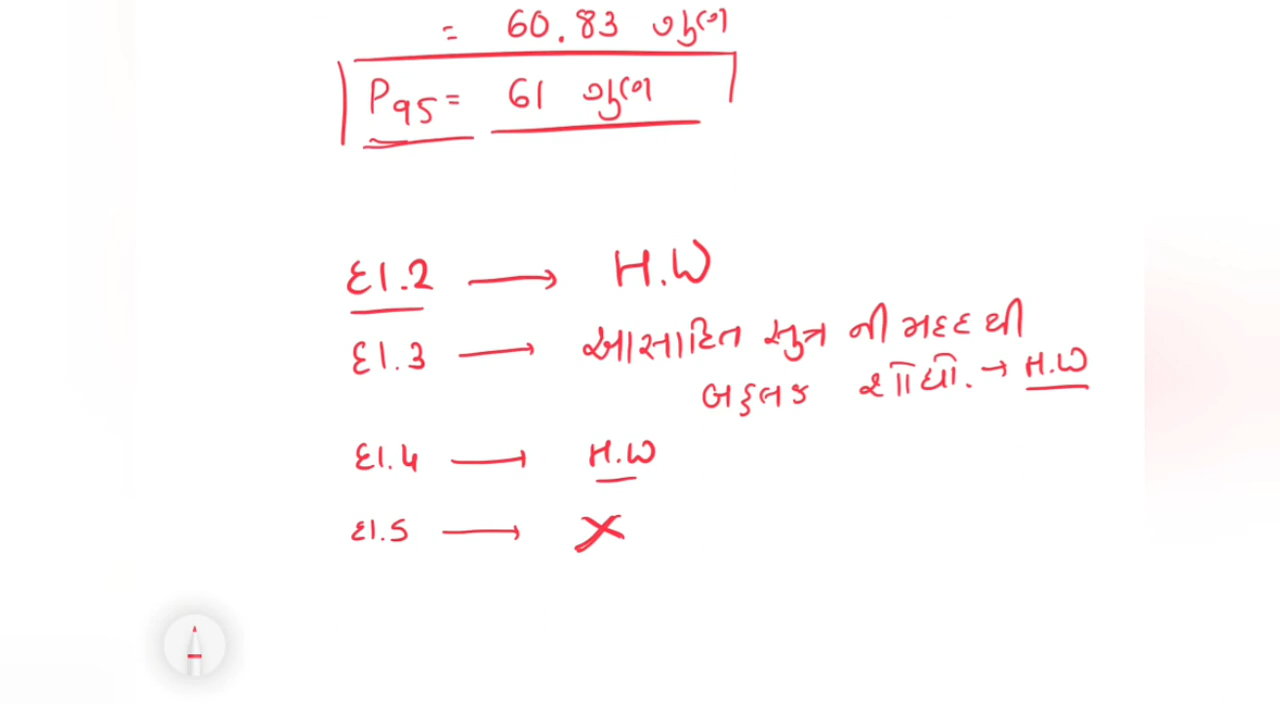 = 60.83 ગુણ
P95 = 61 ગુણ
દા.2 → H.W
દા.3 → આસાદિત સુત્ર ની મદદ થી
બહુલક શોધો. → H.W
દા.4 → H.W
દા.5 → X